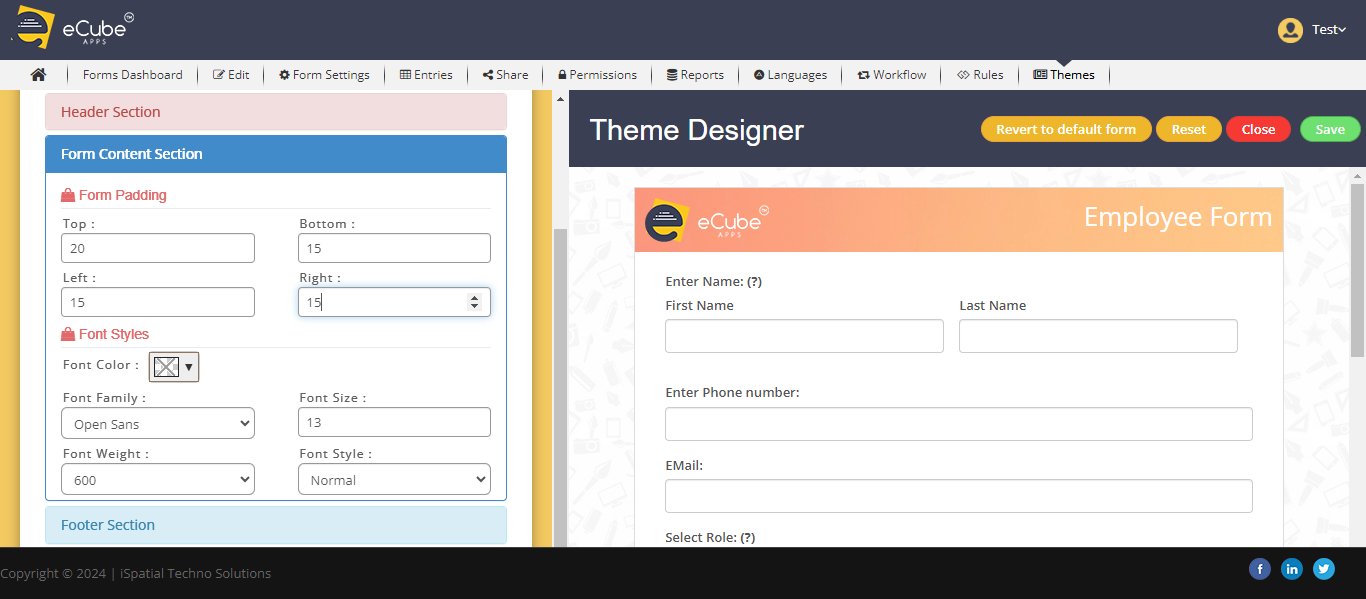 eCube TM
APPS
Test
Forms Dashboard Edit Form Settings Entries Share Permissions Reports Languages Workflow Rules Themes
Header Section
Form Content Section
Form Padding
Top :
Bottom :
20
15
Left :
Right :
15
15
Font Styles
Font Color :
Font Family :
Font Size :
Open Sans
13
Font Weight :
Font Style :
600
Normal
Footer Section
Theme Designer
Revert to default form Reset Close Save
eCube TM
APPS
Employee Form
Enter Name: (?)
First Name
Last Name
Enter Phone number:
EMail:
Select Role: (?)
Copyright © 2024 | iSpatial Techno Solutions
f in